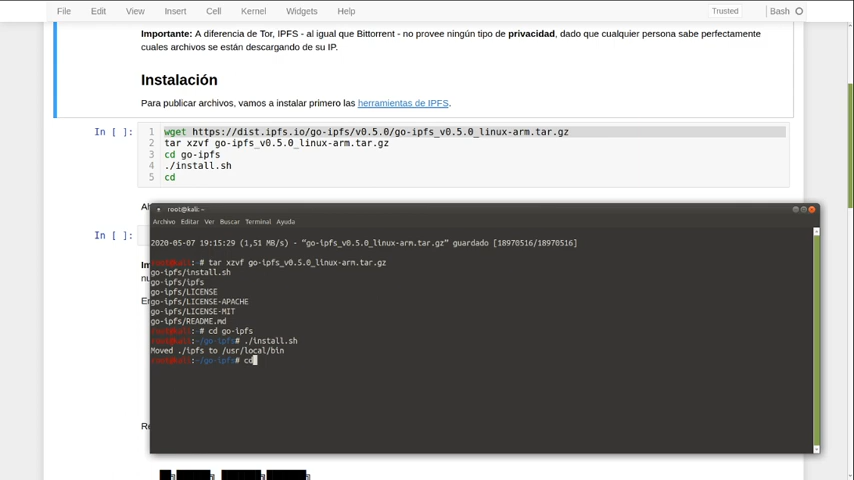 File Edit View Insert Cell Kernel Widgets Help Trusted Bash
Importante: A diferencia de Tor, IPFS - al igual que Bittorrent - no provee ningún tipo de privacidad, dado que cualquier persona sabe perfectamente
cuales archivos se están descargando de su IP.
Instalación
Para publicar archivos, vamos a instalar primero las herramientas de IPFS.
In [ ]:
1 wget https://dist.ipfs.io/go-ipfs/v0.5.0/go-ipfs_v0.5.0_linux-arm.tar.gz
2 tar xzvf go-ipfs_v0.5.0_linux-arm.tar.gz
3 cd go-ipfs
4 ./install.sh
5 cd
In [ ]:
root@kali: ~
Archivo Editar Ver Buscar Terminal Ayuda
2020-05-07 19:15:29 (1,51 MB/s) - “go-ipfs_v0.5.0_linux-arm.tar.gz” guardado [18970516/18970516]
root@kali:~# tar xzvf go-ipfs_v0.5.0_linux-arm.tar.gz
go-ipfs/install.sh
go-ipfs/ipfs
go-ipfs/LICENSE
go-ipfs/LICENSE-APACHE
go-ipfs/LICENSE-MIT
go-ipfs/README.md
root@kali:~# cd go-ipfs
root@kali:~/go-ipfs# ./install.sh
Moved ./ipfs to /usr/local/bin
root@kali:~/go-ipfs# cd